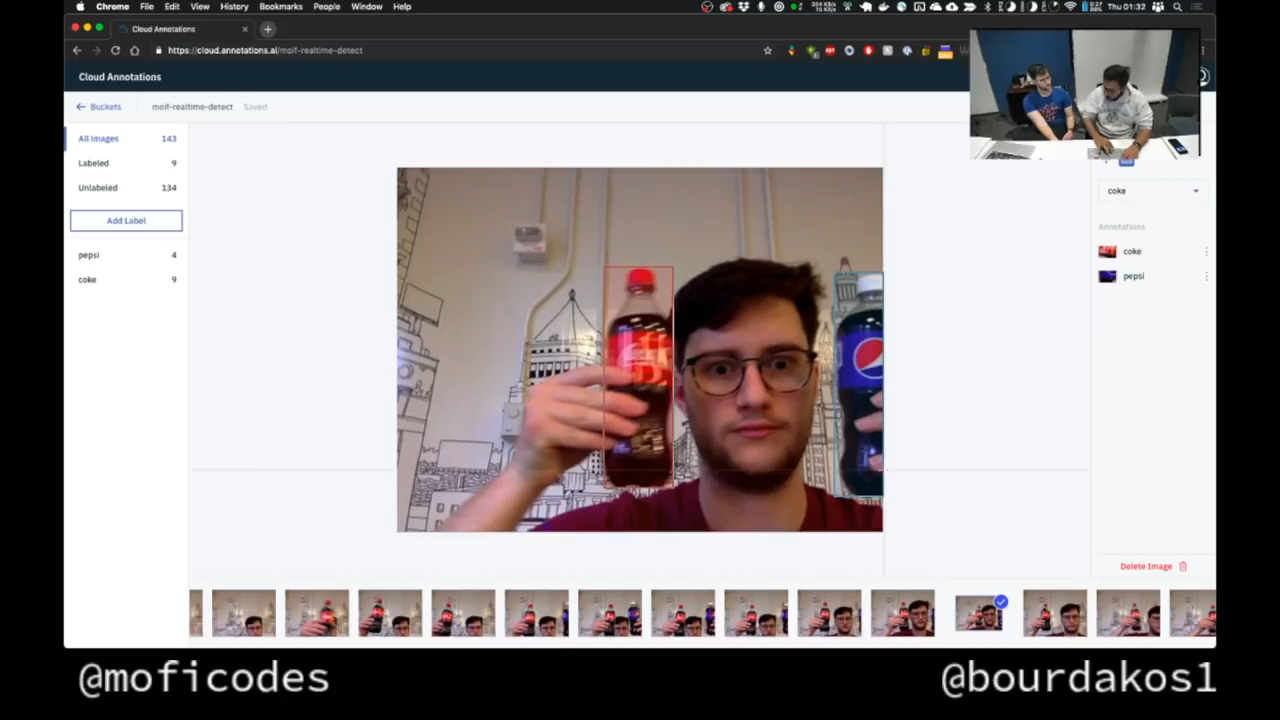 Chrome File Edit View History Bookmarks People Window Help
Thu 01:32
Cloud Annotations
https://cloud.annotations.ai/moif-realtime-detect
Cloud Annotations
Buckets moif-realtime-detect Saved
All images 143
Labeled 9
Unlabeled 134
Add Label
pepsi 4
coke 9
coke
Annotations
coke
pepsi
Delete Image
@moficodes
@bourdakos1